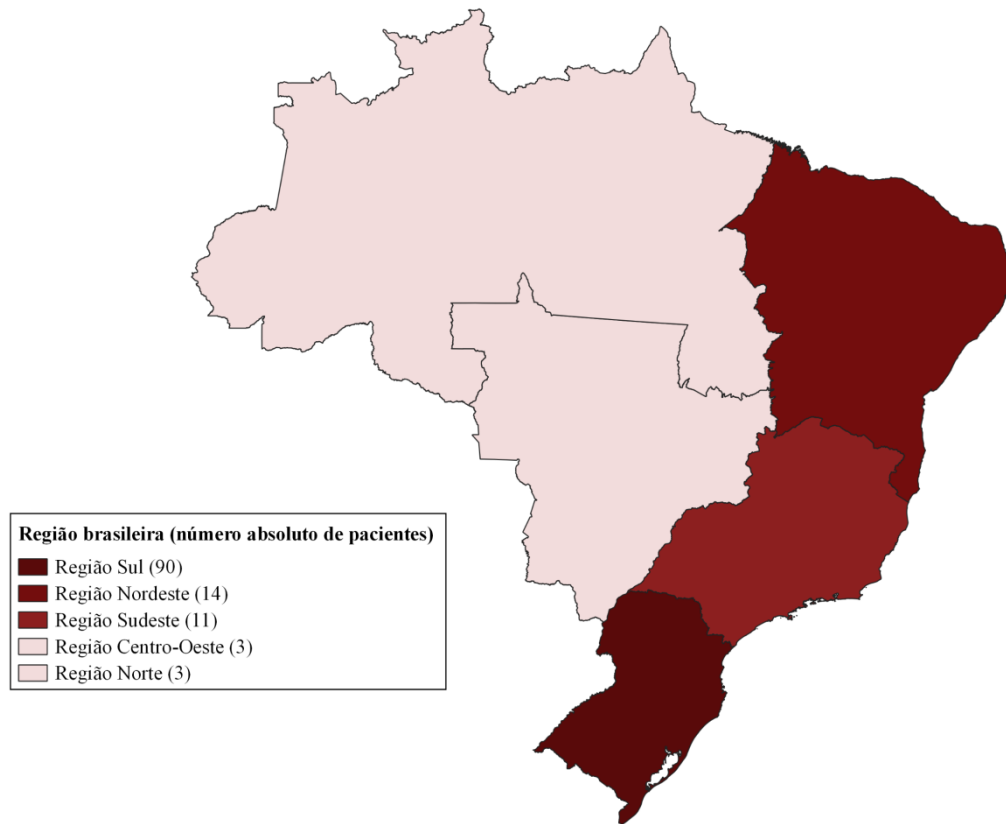 Região brasileira (número absoluto de pacientes)
Região Sul (90)
Região Nordeste (14)
Região Sudeste (11)
Região Centro-Oeste (3)
Região Norte (3)